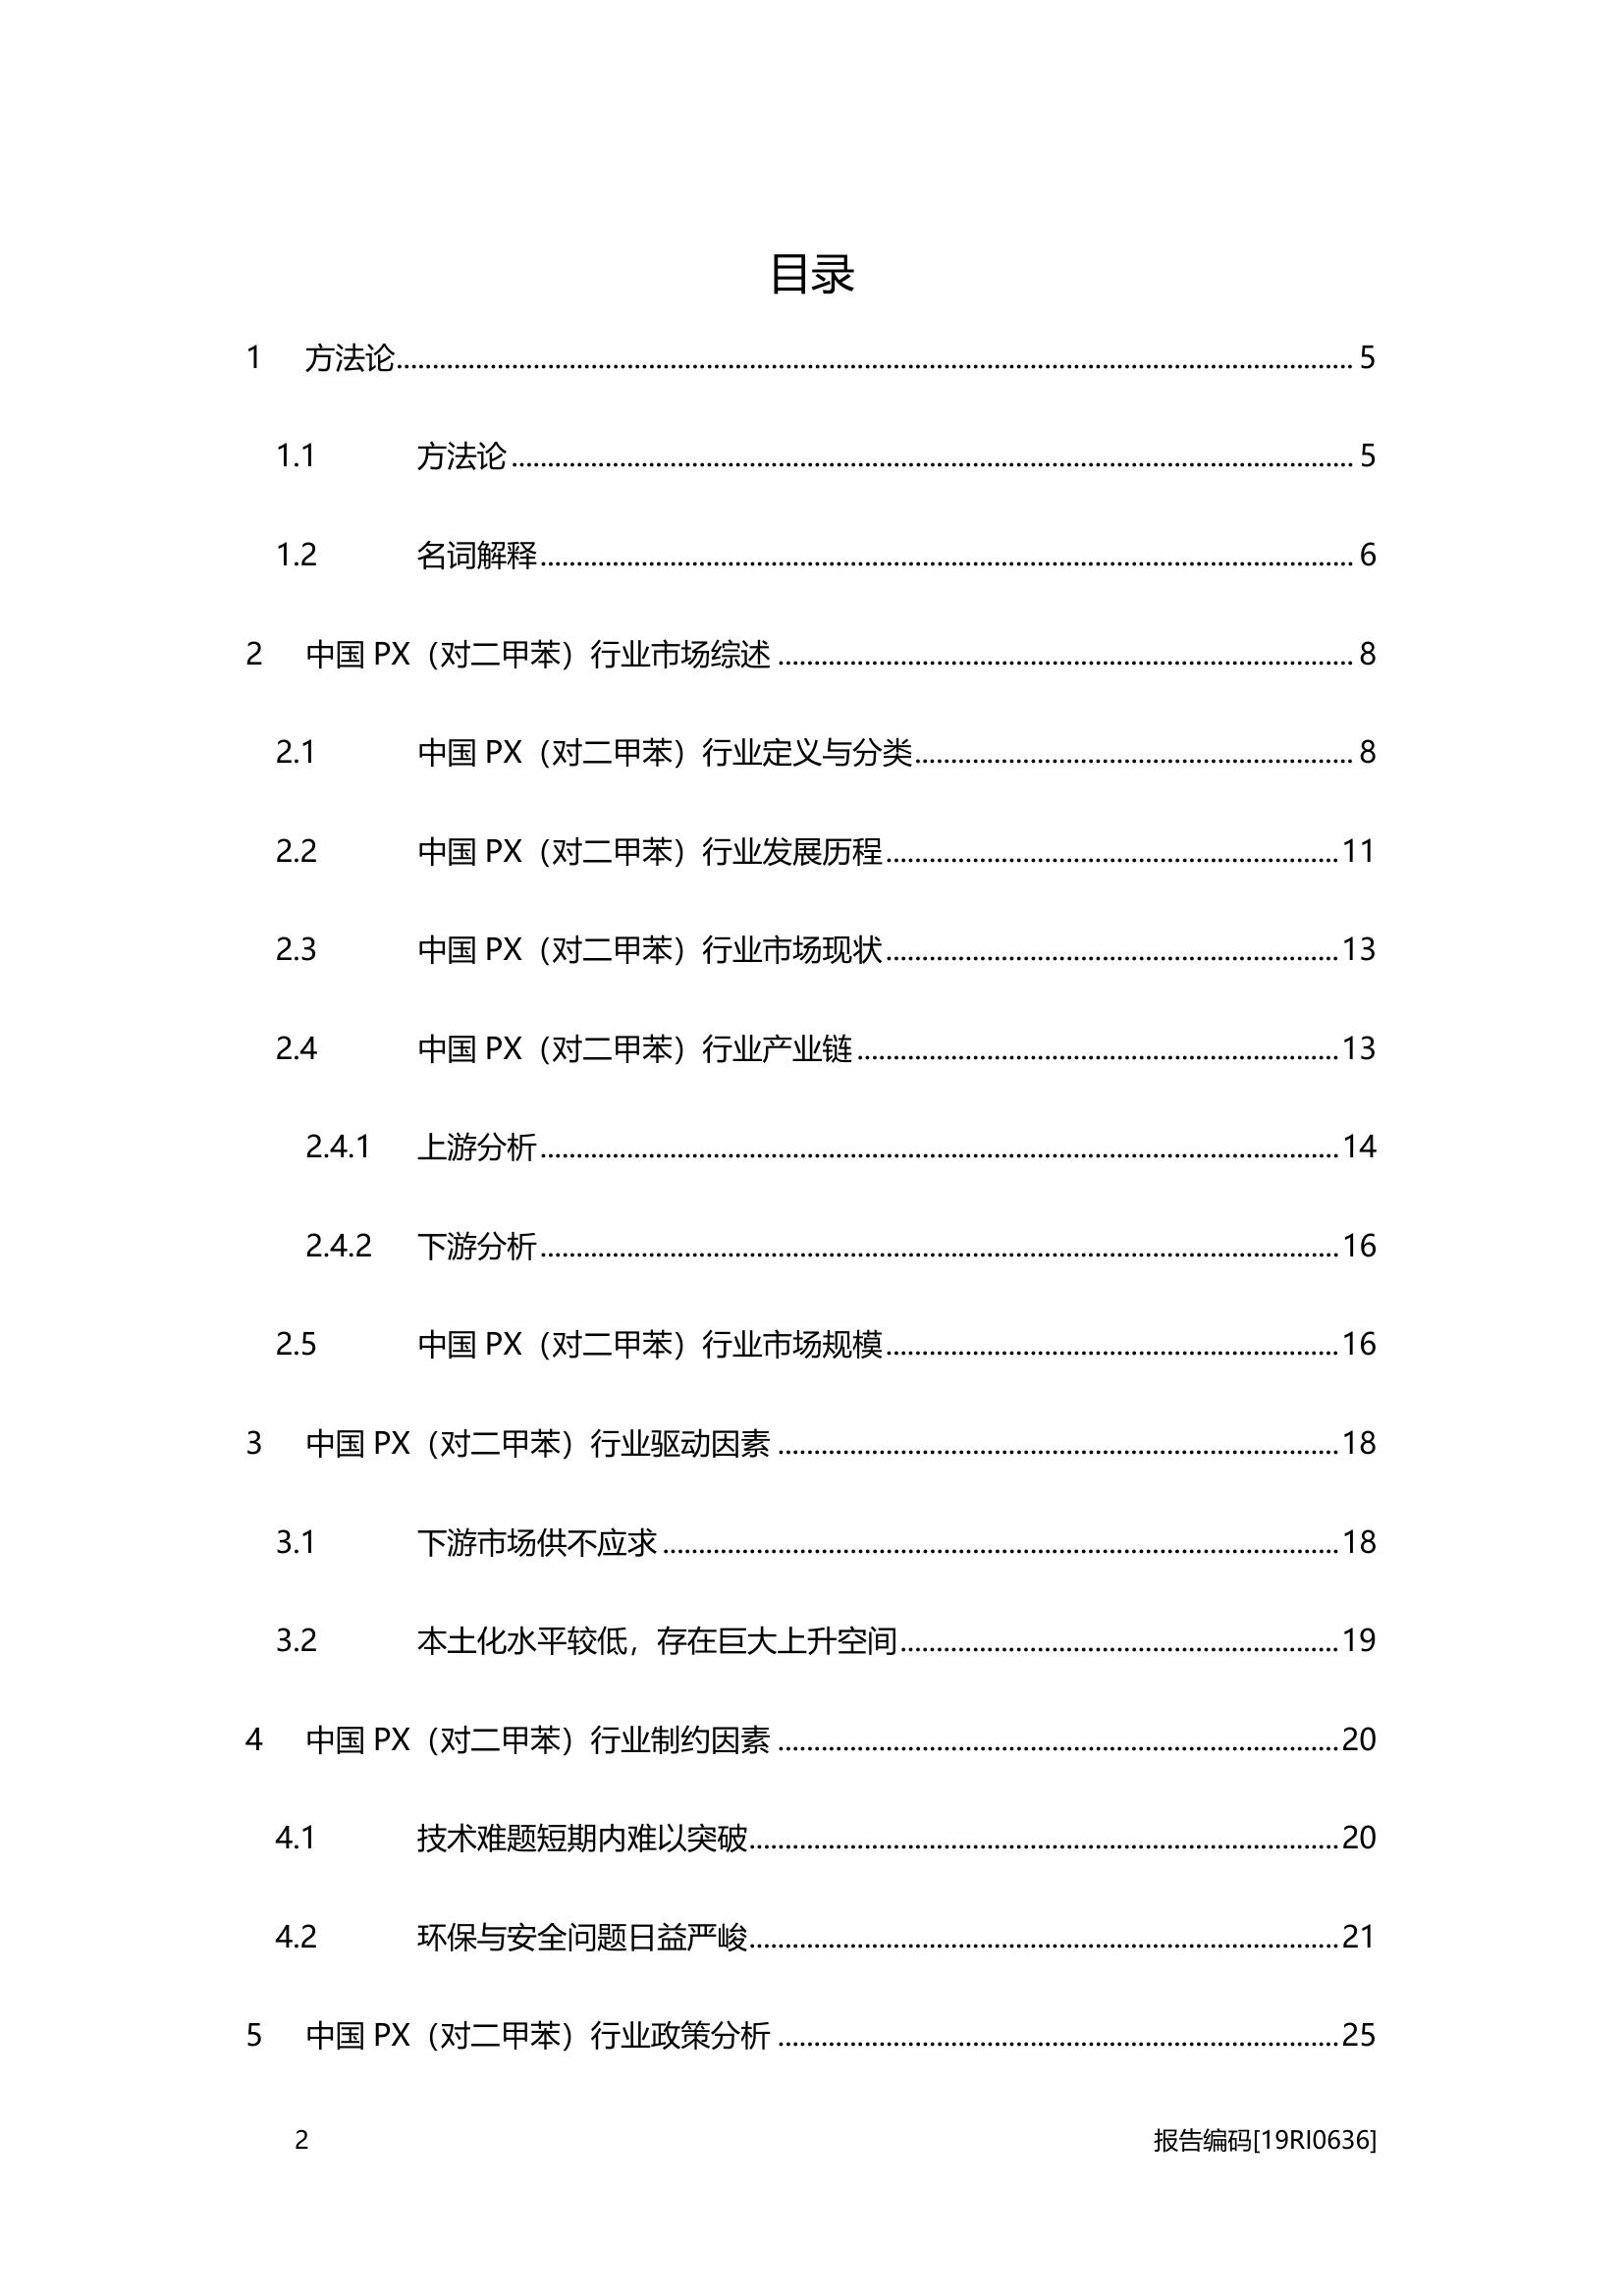 目录
1 方法论 5
1.1 方法论 5
1.2 名词解释 6
2 中国 PX（对二甲苯）行业市场综述 8
2.1 中国 PX（对二甲苯）行业定义与分类 8
2.2 中国 PX（对二甲苯）行业发展历程 11
2.3 中国 PX（对二甲苯）行业市场现状 13
2.4 中国 PX（对二甲苯）行业产业链 13
2.4.1 上游分析 14
2.4.2 下游分析 16
2.5 中国 PX（对二甲苯）行业市场规模 16
3 中国 PX（对二甲苯）行业驱动因素 18
3.1 下游市场供不应求 18
3.2 本土化水平较低，存在巨大上升空间 19
4 中国 PX（对二甲苯）行业制约因素 20
4.1 技术难题短期内难以突破 20
4.2 环保与安全问题日益严峻 21
5 中国 PX（对二甲苯）行业政策分析 25
2 报告编码[19RI0636]